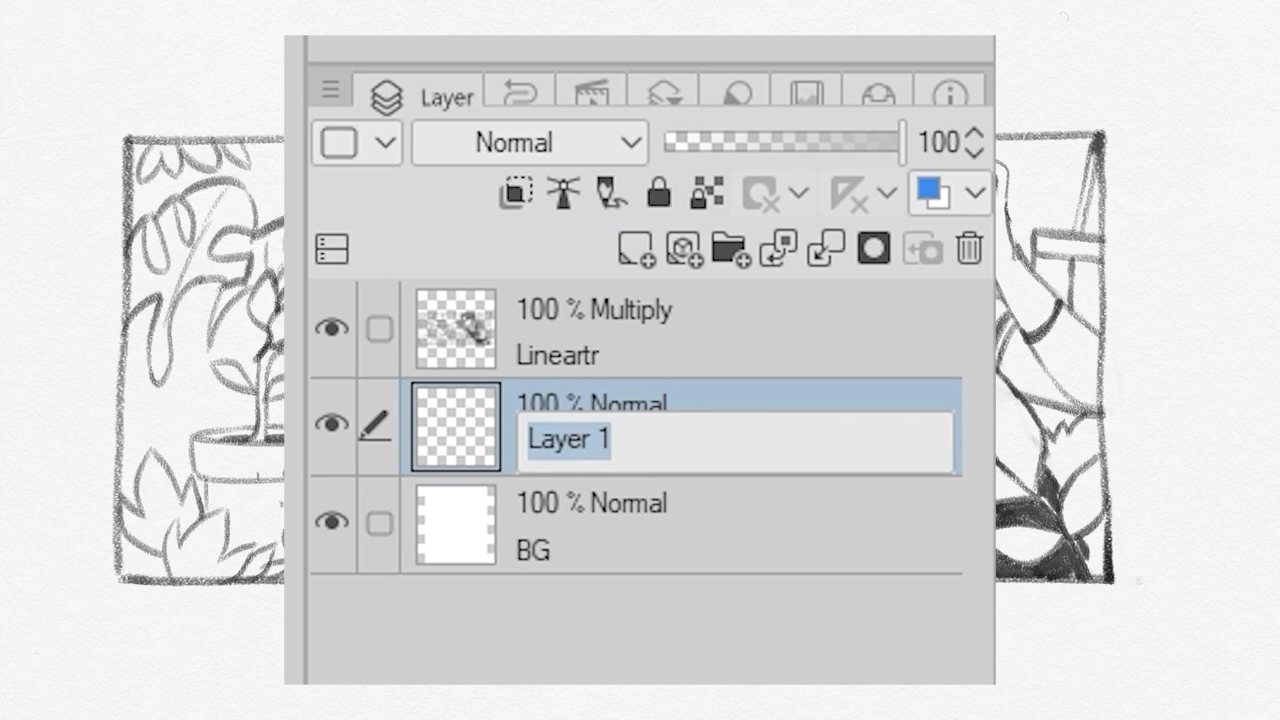 Layer
Normal
100
100 % Multiply
Lineartr
100 % Normal
Layer 1
100 % Normal
BG